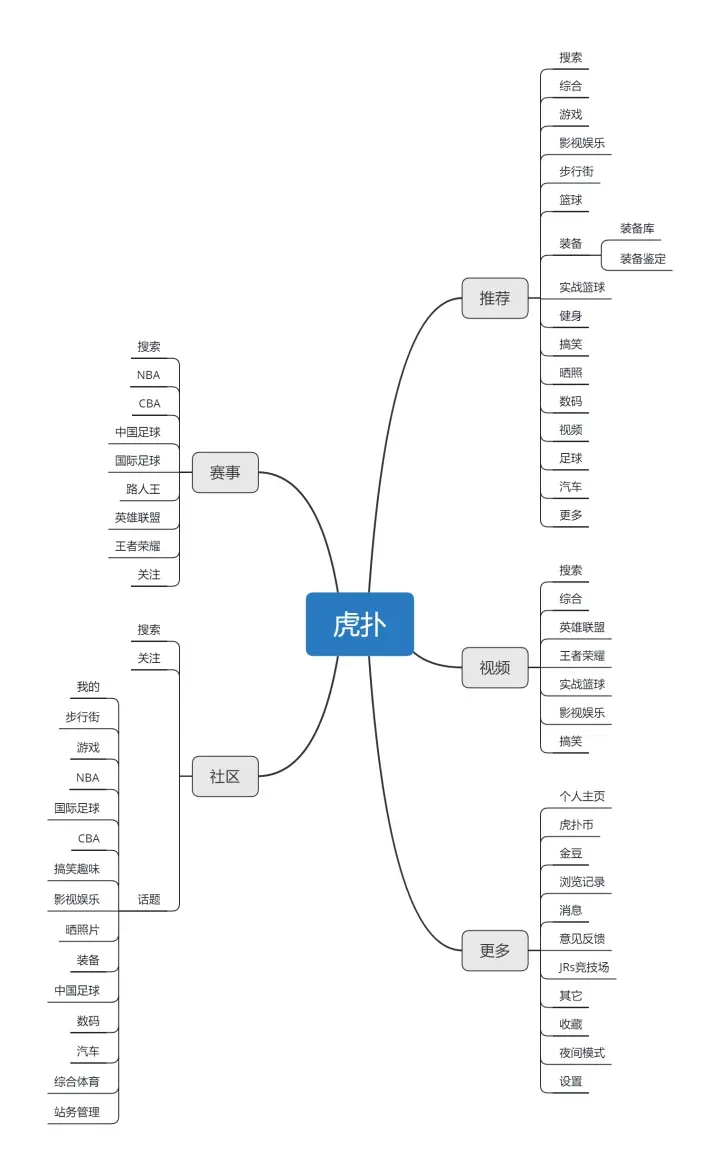 虎扑
推荐
搜索
综合
游戏
影视娱乐
步行街
篮球
装备
装备库
装备鉴定
实战篮球
健身
搞笑
晒照
数码
视频
足球
汽车
更多
视频
搜索
综合
英雄联盟
王者荣耀
实战篮球
影视娱乐
搞笑
更多
个人主页
虎扑币
金豆
浏览记录
消息
意见反馈
JRs竞技场
其它
收藏
夜间模式
设置
赛事
搜索
NBA
CBA
中国足球
国际足球
路人王
英雄联盟
王者荣耀
关注
社区
搜索
关注
话题
我的
步行街
游戏
NBA
国际足球
CBA
搞笑趣味
影视娱乐
晒照片
装备
中国足球
数码
汽车
综合体育
站务管理